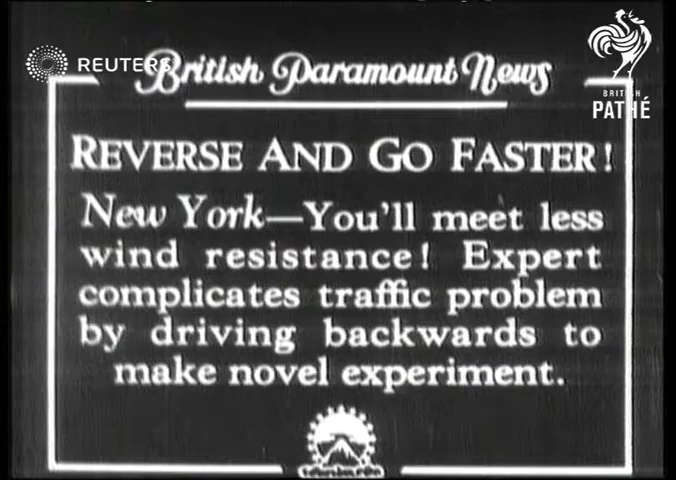 REUTERS
BRITISH
PATHÉ
British Paramount News
REVERSE AND GO FASTER!
New York—You'll meet less
wind resistance! Expert
complicates traffic problem
by driving backwards to
make novel experiment.